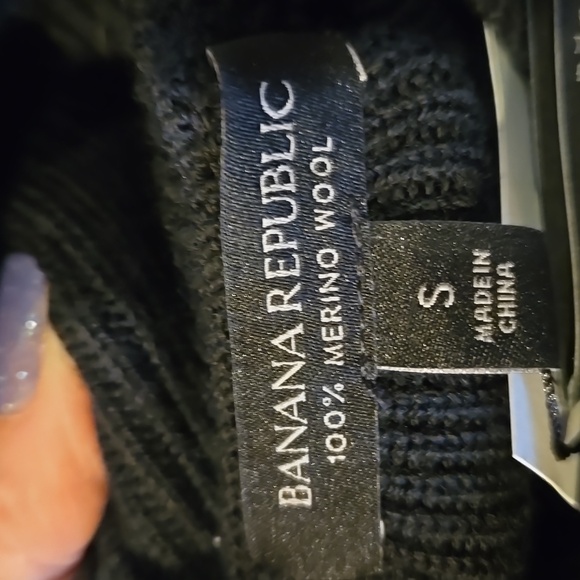 BANANA REPUBLIC
100% MERINO WOOL
S
MADE IN
CHINA